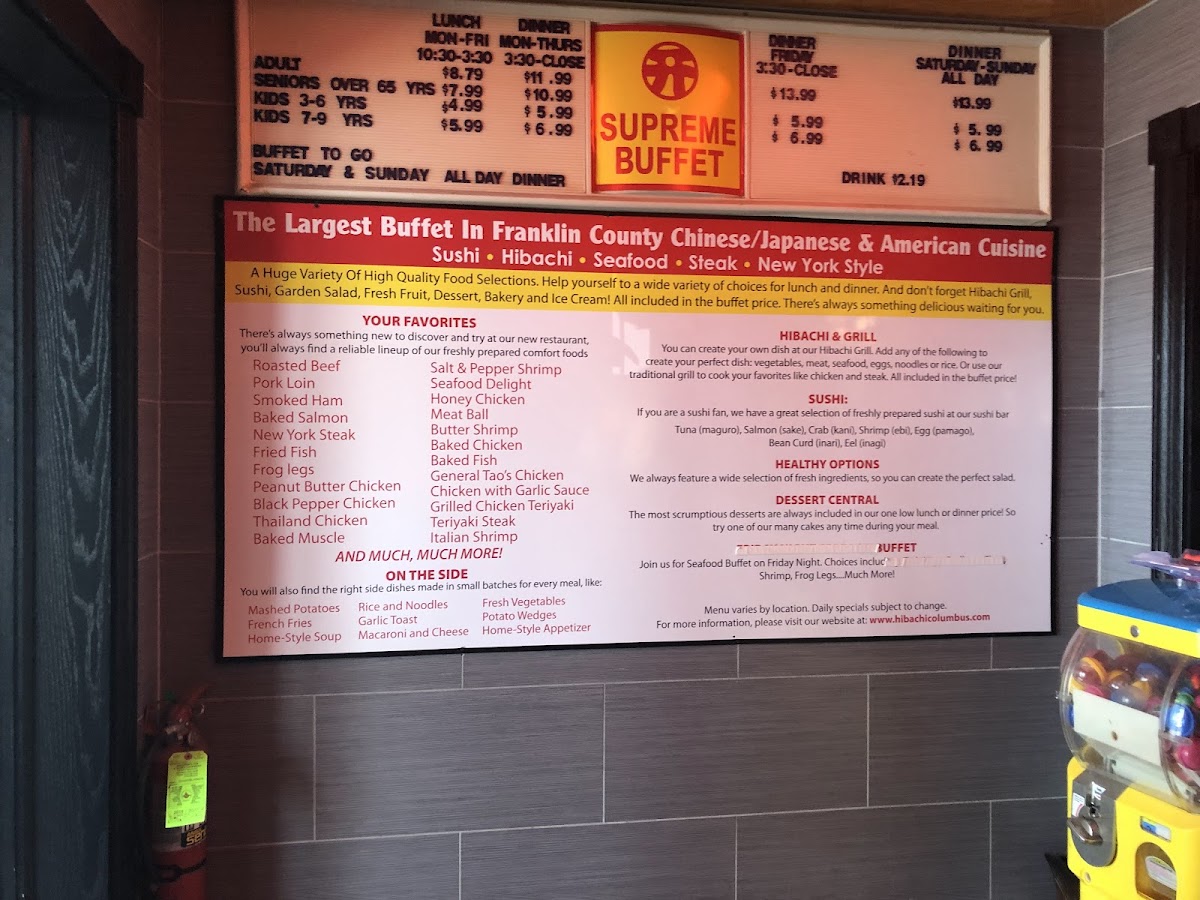 LUNCH
MON-FRI
10:30-3:30
DINNER
MON-THURS
3:30-CLOSE
ADULT $8.79 $11.99
SENIORS OVER 65 YRS $7.99 $10.99
KIDS 3-6 YRS $4.99 $5.99
KIDS 7-9 YRS $5.99 $6.99
BUFFET TO GO
SATURDAY & SUNDAY ALL DAY DINNER
SUPREME
BUFFET
DINNER
FRIDAY
3:30-CLOSE
$13.99
$ 5.99
$ 6.99
DINNER
SATURDAY-SUNDAY
ALL DAY
$13.99
$ 5.99
$ 6.99
DRINK $2.19
The Largest Buffet In Franklin County Chinese/Japanese & American Cuisine
Sushi • Hibachi • Seafood • Steak • New York Style
A Huge Variety Of High Quality Food Selections. Help yourself to a wide variety of choices for lunch and dinner. And don't forget Hibachi Grill,
Sushi, Garden Salad, Fresh Fruit, Dessert, Bakery and Ice Cream! All included in the buffet price. There's always something delicious waiting for you.
YOUR FAVORITES
There's always something new to discover and try at our new restaurant,
you'll always find a reliable lineup of our freshly prepared comfort foods
Roasted Beef
Pork Loin
Smoked Ham
Baked Salmon
New York Steak
Fried Fish
Frog legs
Peanut Butter Chicken
Black Pepper Chicken
Thailand Chicken
Baked Muscle
Salt & Pepper Shrimp
Seafood Delight
Honey Chicken
Meat Ball
Butter Shrimp
Baked Chicken
Baked Fish
General Tao's Chicken
Chicken with Garlic Sauce
Grilled Chicken Teriyaki
Teriyaki Steak
Italian Shrimp
AND MUCH, MUCH MORE!
ON THE SIDE
You will also find the right side dishes made in small batches for every meal, like:
Mashed Potatoes
French Fries
Home-Style Soup
Rice and Noodles
Garlic Toast
Macaroni and Cheese
Fresh Vegetables
Potato Wedges
Home-Style Appetizer
HIBACHI & GRILL
You can create your own dish at our Hibachi Grill. Add any of the following to
create your perfect dish: vegetables, meat, seafood, eggs, noodles or rice. Or use our
traditional grill to cook your favorites like chicken and steak. All included in the buffet price!
SUSHI:
If you are a sushi fan, we have a great selection of freshly prepared sushi at our sushi bar
Tuna (maguro), Salmon (sake), Crab (kani), Shrimp (ebi), Egg (pamago),
Bean Curd (inari), Eel (inagi)
HEALTHY OPTIONS
We always feature a wide selection of fresh ingredients, so you can create the perfect salad.
DESSERT CENTRAL
The most scrumptious desserts are always included in our one low lunch or dinner price! So
try one of our many cakes any time during your meal.
BUFFET
Join us for Seafood Buffet on Friday Night. Choices includ
Shrimp, Frog Legs....Much More!
Menu varies by location. Daily specials subject to change.
For more information, please visit our website at: www.hibachicolumbus.com